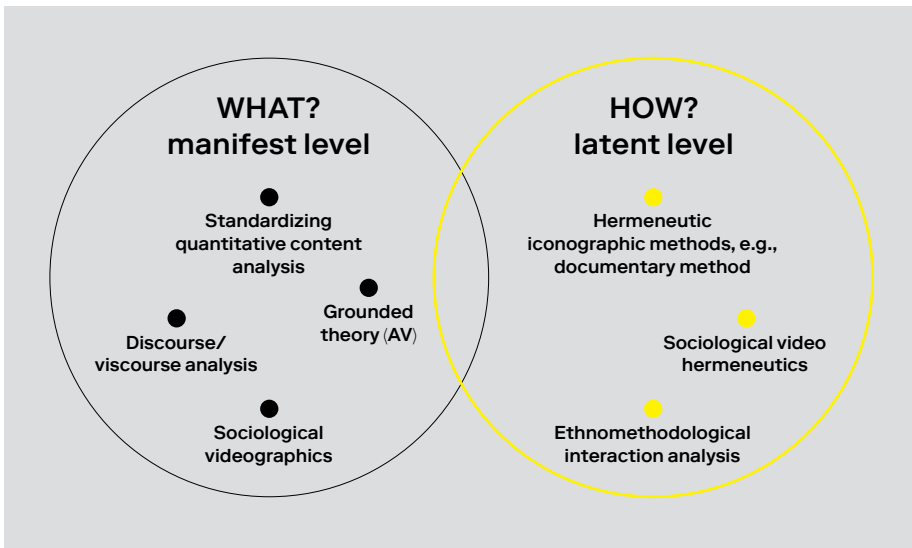 WHAT?
manifest level
Standardizing
quantitative content
analysis
Grounded
theory (AV)
Discourse/
viscourse analysis
Sociological
videographics
HOW?
latent level
Hermeneutic
iconographic methods, e.g.,
documentary method
Sociological video
hermeneutics
Ethnomethodological
interaction analysis